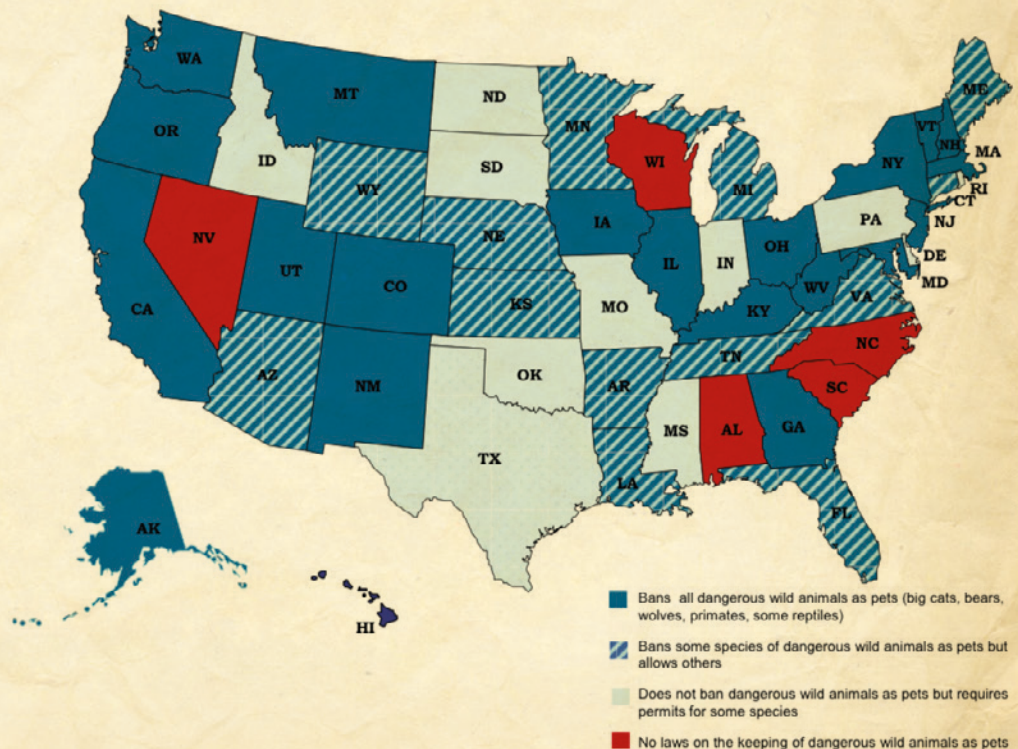 WA
MT
ND
MN
ME
OR
ID
SD
WI
VT
NH
NY
MA
WY
MI
RI
CT
NV
NE
IA
PA
NJ
UT
CO
IL
IN
OH
DE
CA
KS
MO
WV
MD
KY
VA
AZ
NM
OK
AR
TN
NC
SC
MS
AL
GA
TX
LA
FL
AK
HI
Bans all dangerous wild animals as pets (big cats, bears,
wolves, primates, some reptiles)
Bans some species of dangerous wild animals as pets but
allows others
Does not ban dangerous wild animals as pets but requires
permits for some species
No laws on the keeping of dangerous wild animals as pets